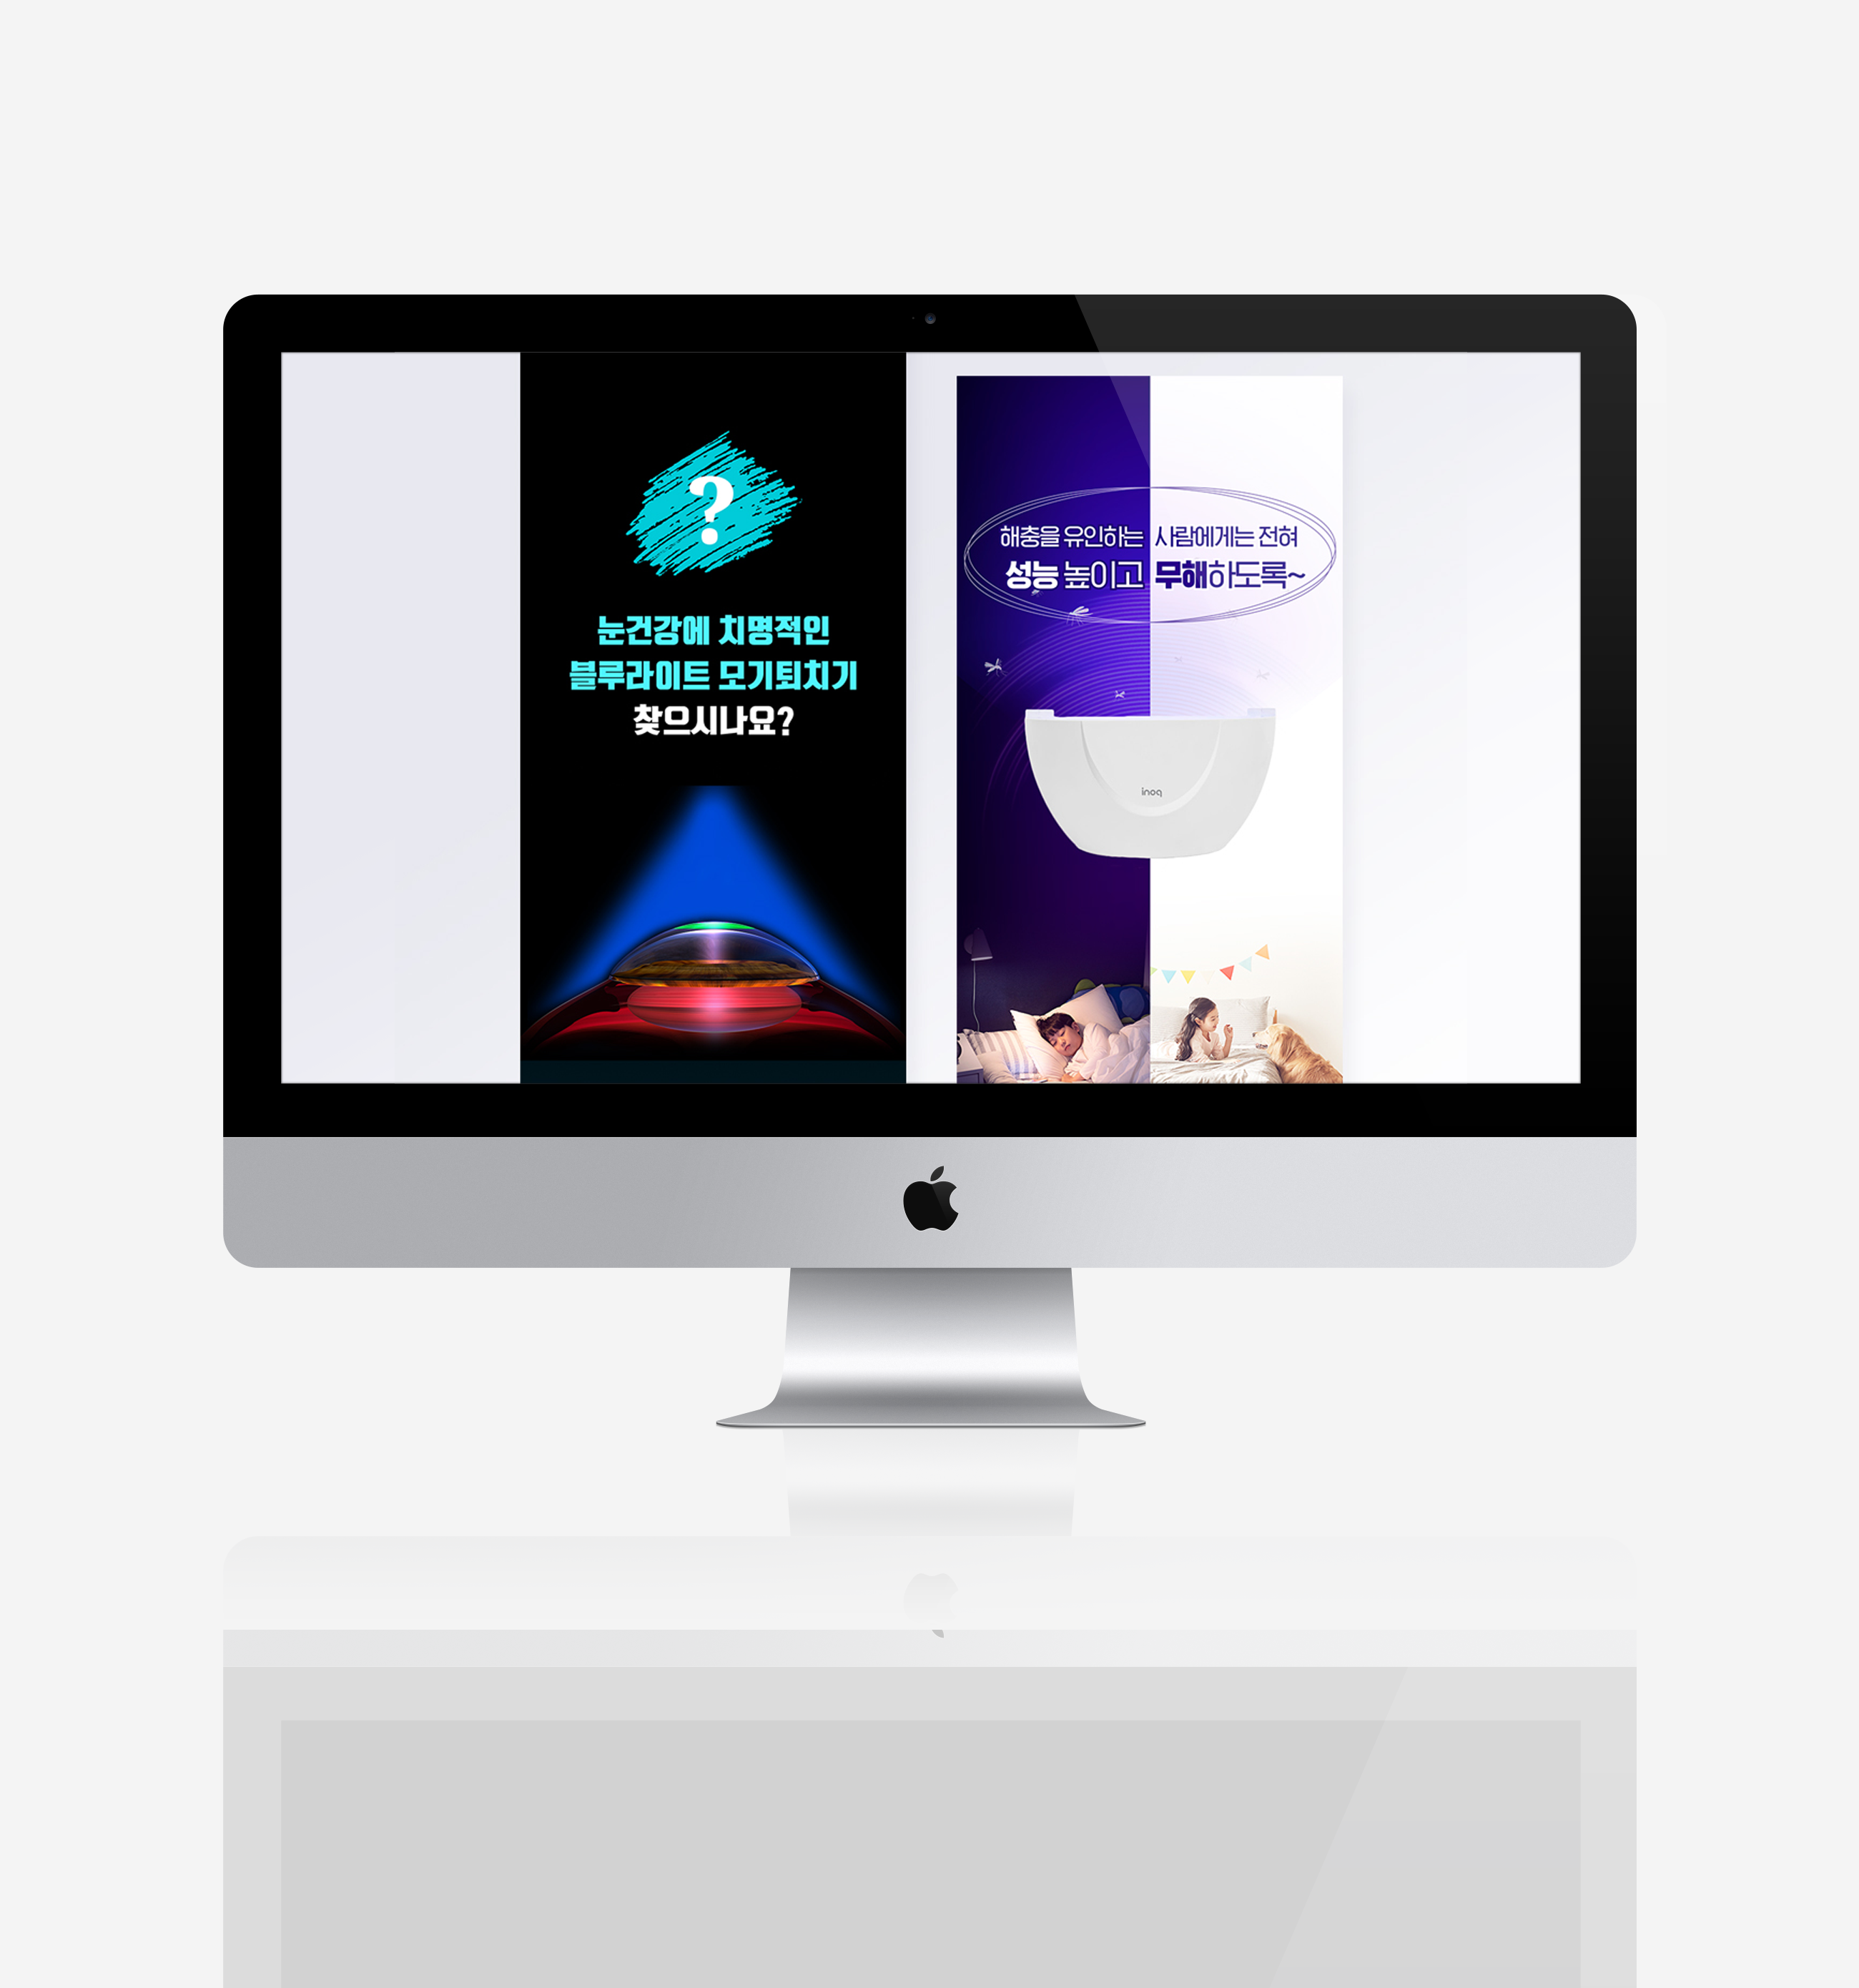 ?
눈건강에 치명적인
블루라이트 모기퇴치기
찾으시나요?
해충을 유인하는 사람에게는 전혀
성능 높이고 무해하도록~
inoq